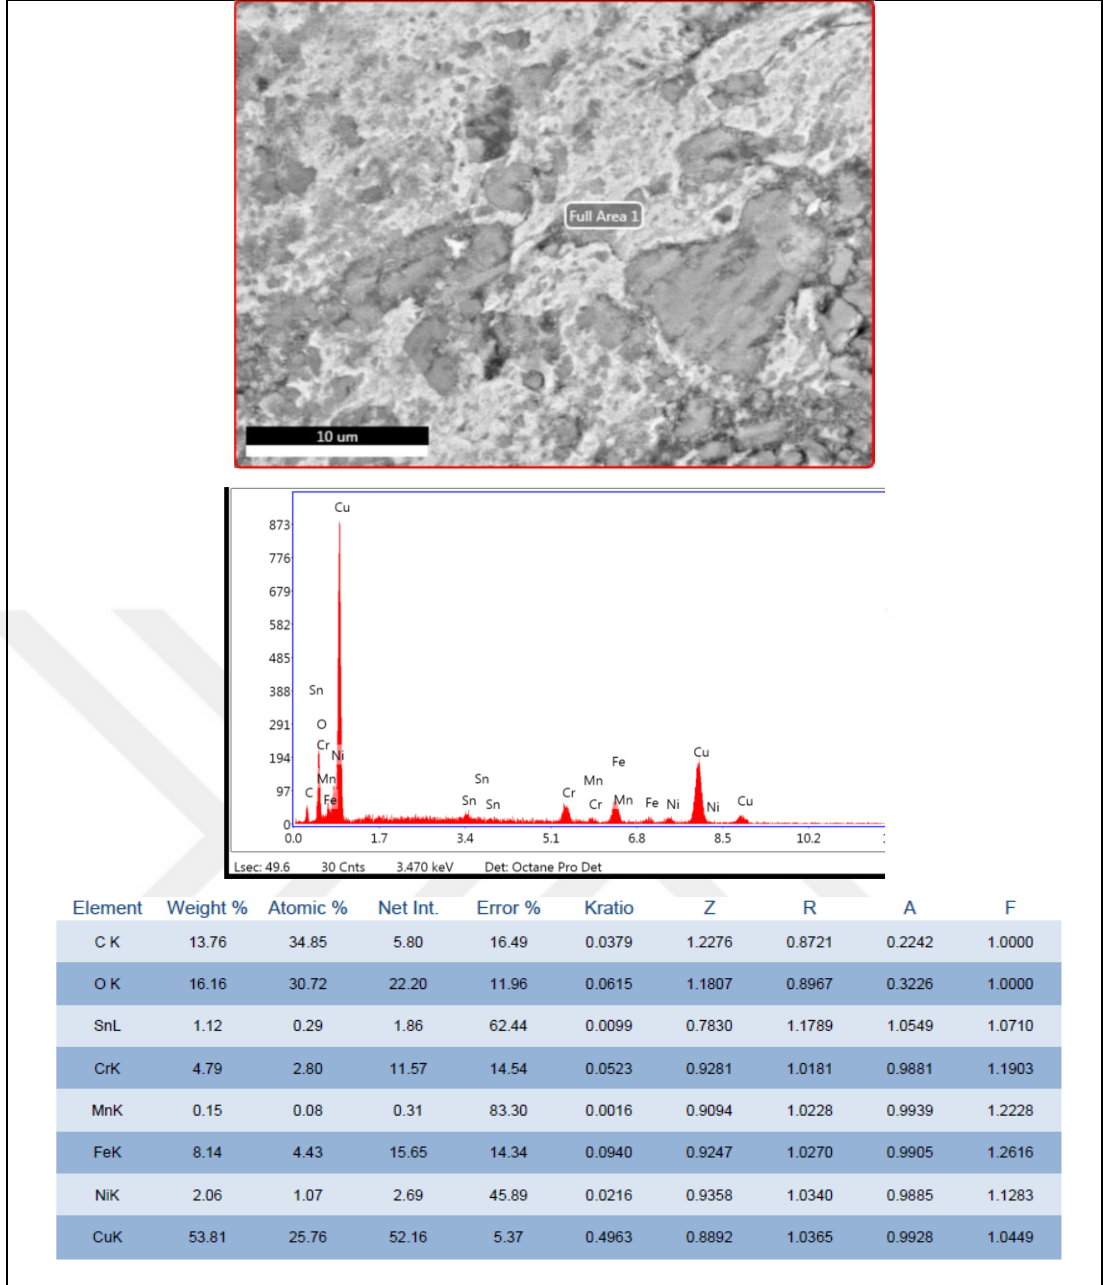 Full Area 1
10 um
Cu
873
776
679
582
485
388
291
194
97
0
Sn
O
Cr
Ni
Mn
C
Fe
Sn
Sn
Sn
Cr
Mn
Cr
Fe
Mn
Fe
Ni
Cu
Ni
Cu
0.0 1.7 3.4 5.1 6.8 8.5 10.2
Lsec: 49.6 30 Cnts 3.470 keV Det: Octane Pro Det
Element Weight % Atomic % Net Int. Error % Kratio Z R A F
C K 13.76 34.85 5.80 16.49 0.0379 1.2276 0.8721 0.2242 1.0000
O K 16.16 30.72 22.20 11.96 0.0615 1.1807 0.8967 0.3226 1.0000
SnL 1.12 0.29 1.86 62.44 0.0099 0.7830 1.1789 1.0549 1.0710
CrK 4.79 2.80 11.57 14.54 0.0523 0.9281 1.0181 0.9881 1.1903
MnK 0.15 0.08 0.31 83.30 0.0016 0.9094 1.0228 0.9939 1.2228
FeK 8.14 4.43 15.65 14.34 0.0940 0.9247 1.0270 0.9905 1.2616
NiK 2.06 1.07 2.69 45.89 0.0216 0.9358 1.0340 0.9885 1.1283
CuK 53.81 25.76 52.16 5.37 0.4963 0.8892 1.0365 0.9928 1.0449